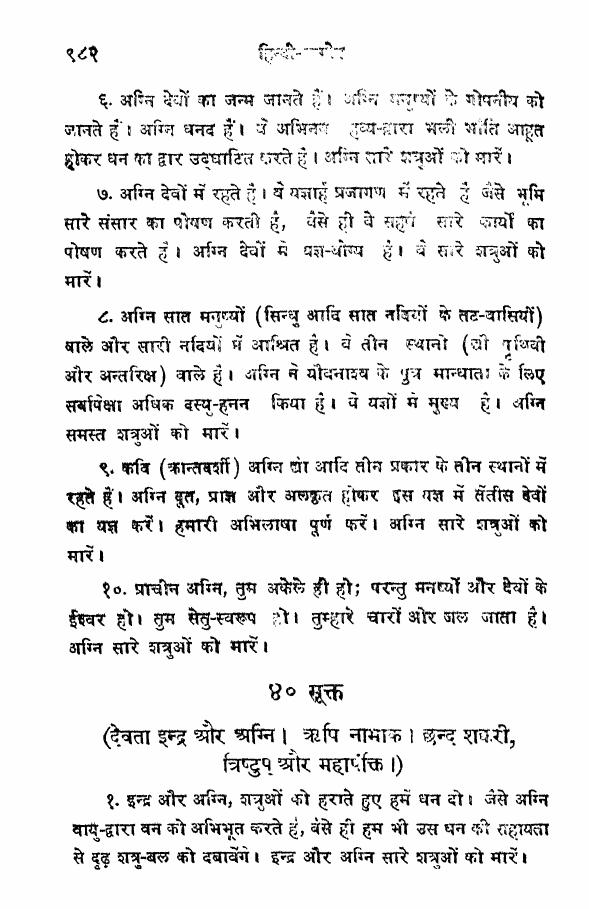 ९८२ हिन्दी-ऋग्वेद
६. अग्नि देवों का जन्म जानते हैं। अग्नि मनुष्यों के गोपनीय को
जानते हैं। अग्नि धनद हैं। वे अभिनव हव्य-द्वारा भली भाँति आहूत
होकर धन का द्वार उद्घाटित करते हैं। अग्नि सारे शत्रुओं को मारें।
७. अग्नि देवों में रहते हैं। वे यज्ञार्ह प्रजागण में रहते हैं जैसे भूमि
सारे संसार का पोषण करती है, वैसे ही वे सहर्ष सारे कार्यों का
पोषण करते हैं। अग्नि देवों में यज्ञ-योग्य हैं। वे सारे शत्रुओं को
मारें।
८. अग्नि सात मनुष्यों (सिन्धु आदि सात नदियों के तट-वासियों)
वाले और सारी नदियों में आश्रित हैं। वे तीन स्थानो (द्यौ पृथिवी
और अन्तरिक्ष) वाले हैं। अग्नि ने यौवनाश्व के पुत्र मान्धाता के लिए
सर्वापेक्षा अधिक दस्यु-हनन किया है। वे यज्ञों में मुख्य हैं। अग्नि
समस्त शत्रुओं को मारें।
९. कवि (क्रान्तदर्शी) अग्नि द्यौ आदि तीन प्रकार के तीन स्थानों में
रहते हैं। अग्नि दूत, प्राज्ञ और अलंकृत होकर इस यज्ञ में तेंतीस देवों
का यज्ञ करें। हमारी अभिलाषा पूर्ण करें। अग्नि सारे शत्रुओं को
मारें।
१०. प्राचीन अग्नि, तुम अकेले ही हो; परन्तु मनुष्यों और देवों के
ईश्वर हो। तुम सेतु-स्वरूप हो। तुम्हारे चारों ओर जल जाता है।
अग्नि सारे शत्रुओं को मारें।
४० सूक्त
(देवता इन्द्र और अग्नि। ऋषि नाभाक। छन्द शक्वरी,
त्रिष्टुप् और महापंक्ति।)
१. इन्द्र और अग्नि, शत्रुओं को हराते हुए हमें धन दो। जैसे अग्नि
वायु-द्वारा वन को अभिभूत करते हैं, वैसे ही हम भी उस धन की सहायता
से दृढ़ शत्रु-बल को दबावेंगे। इन्द्र और अग्नि सारे शत्रुओं को मारें।